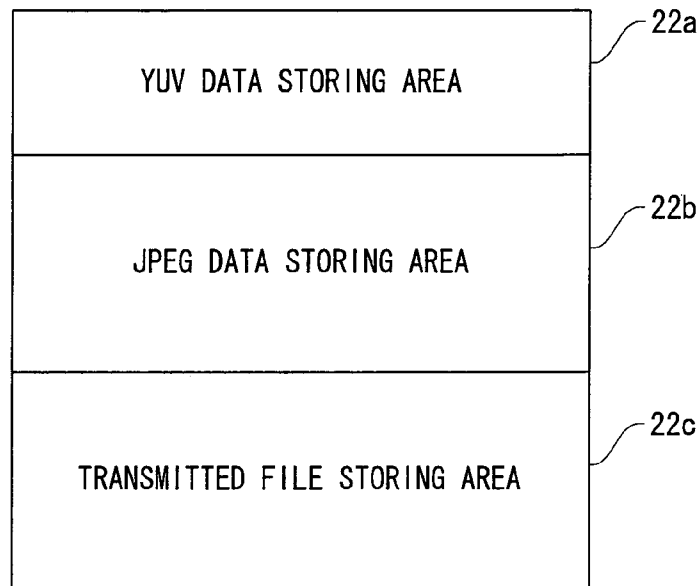 22a
YUV DATA STORING AREA
22b
JPEG DATA STORING AREA
22c
TRANSMITTED FILE STORING AREA